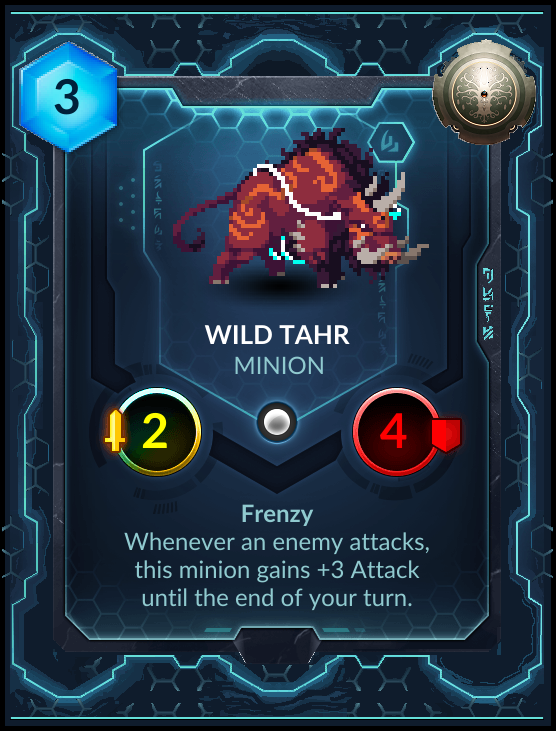 3
WILD TAHR
MINION
2
4
Frenzy
Whenever an enemy attacks,
this minion gains +3 Attack
until the end of your turn.